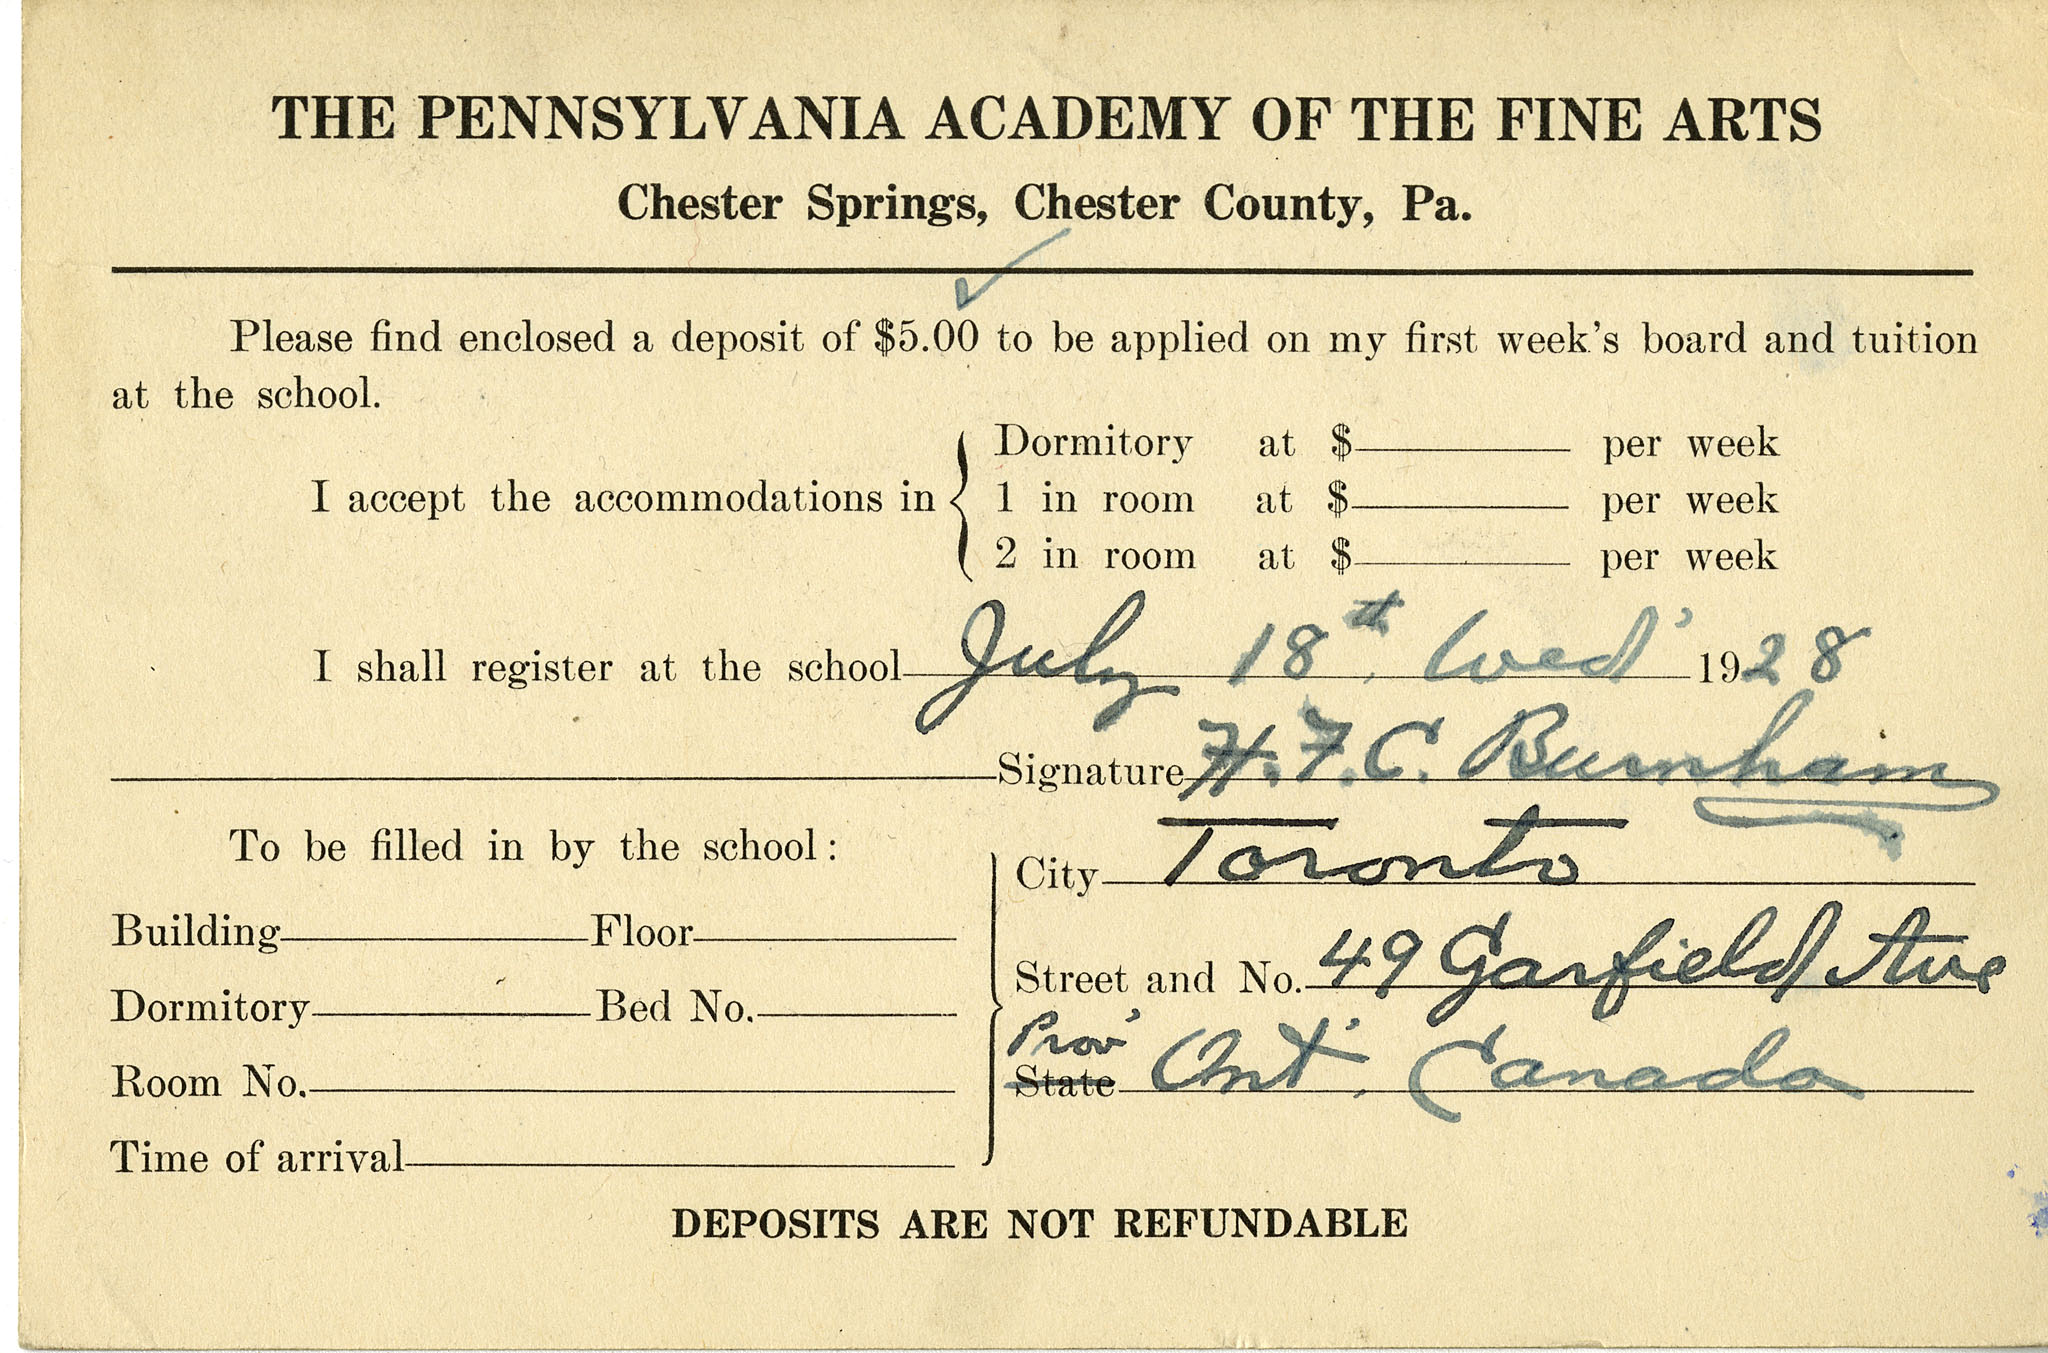 THE PENNSYLVANIA ACADEMY OF THE FINE ARTS
Chester Springs, Chester County, Pa.
Please find enclosed a deposit of $5.00 to be applied on my first week's board and tuition
at the school.
Dormitory at $ per week
I accept the accommodations in 1 in room at $ per week
2 in room at $ per week
I shall register at the school July 18th. Wed' 1928
Signature H. F. C. Burnham
To be filled in by the school:
City Toronto
Building Floor
Street and No. 49 Garfield Ave
Dormitory Bed No.
Prov'
State Ont'. Canada
Room No.
Time of arrival
DEPOSITS ARE NOT REFUNDABLE